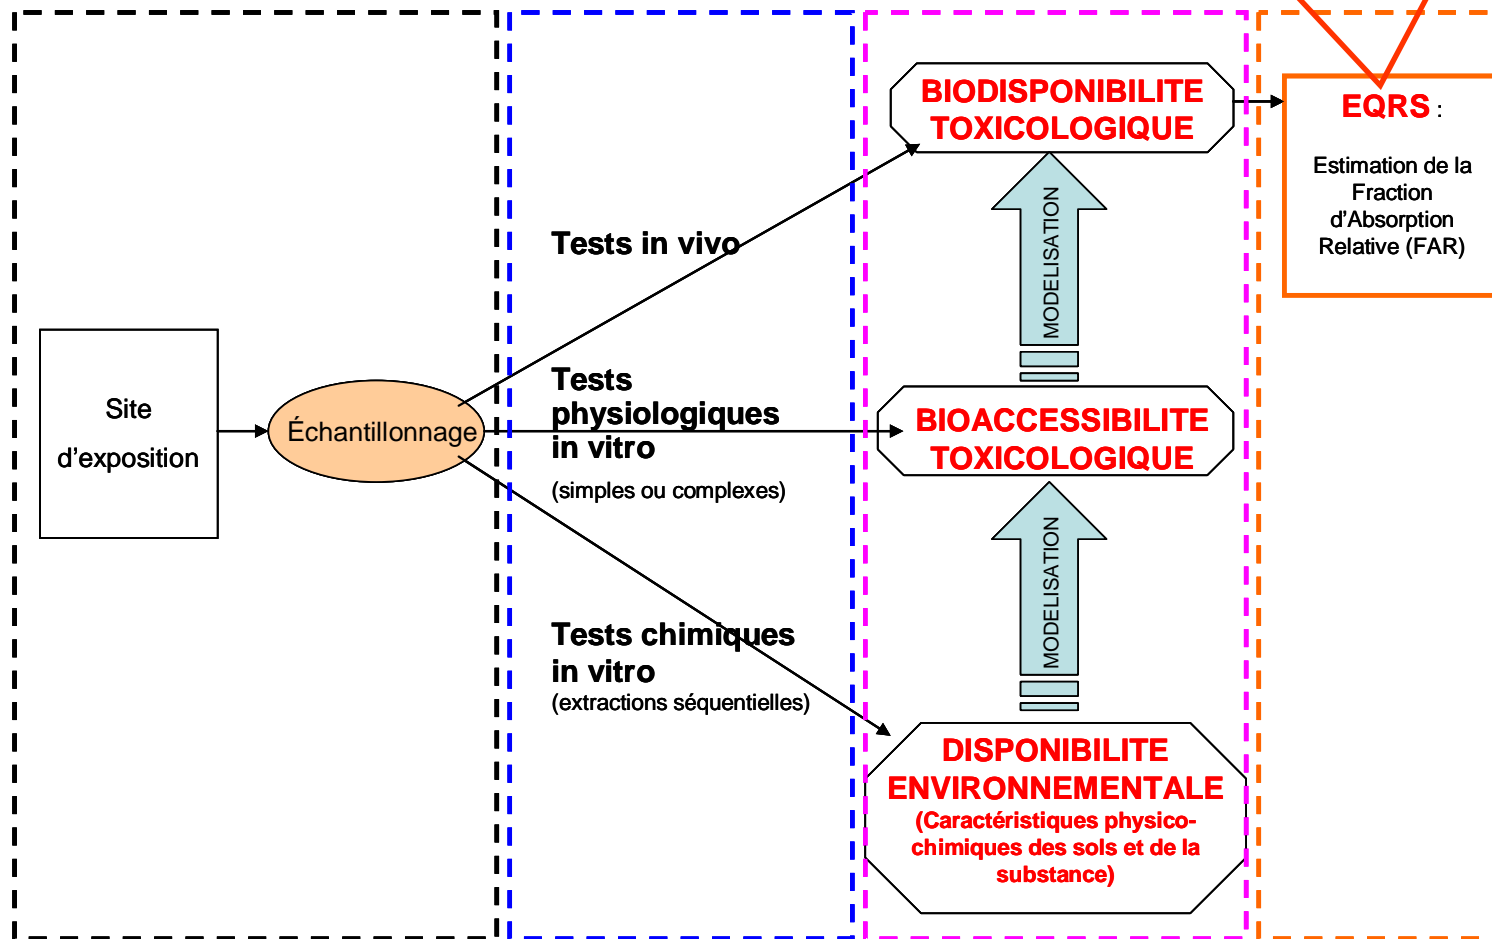 Site
d'exposition
Échantillonnage
Tests in vivo
Tests
physiologiques
in vitro
(simples ou complexes)
Tests chimiques
in vitro
(extractions séquentielles)
BIODISPONIBILITE
TOXICOLOGIQUE
MODELISATION
BIOACCESSIBILITE
TOXICOLOGIQUE
MODELISATION
DISPONIBILITE
ENVIRONNEMENTALE
(Caractéristiques physico-
chimiques des sols et de la
substance)
EQRS :
Estimation de la
Fraction
d'Absorption
Relative (FAR)